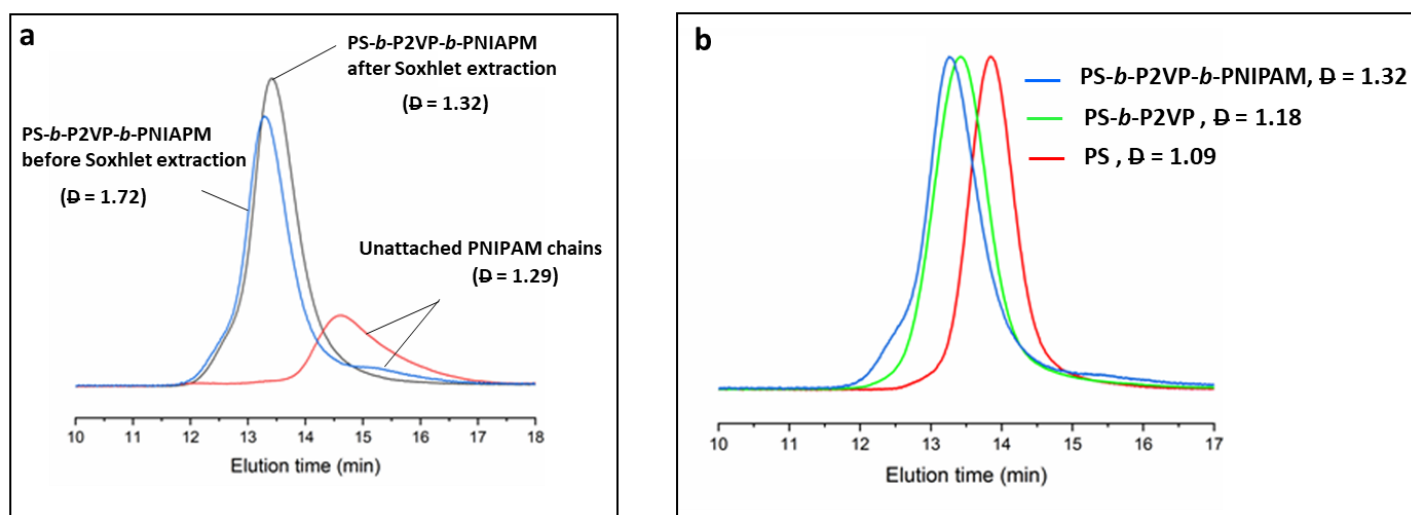 a
PS-b-P2VP-b-PNIAPM
after Soxhlet extraction
(Đ = 1.32)
PS-b-P2VP-b-PNIAPM
before Soxhlet extraction
(Đ = 1.72)
Unattached PNIPAM chains
(Đ = 1.29)
10 11 12 13 14 15 16 17 18
Elution time (min)
b
PS-b-P2VP-b-PNIPAM, Đ = 1.32
PS-b-P2VP , Đ = 1.18
PS , Đ = 1.09
10 11 12 13 14 15 16 17
Elution time (min)